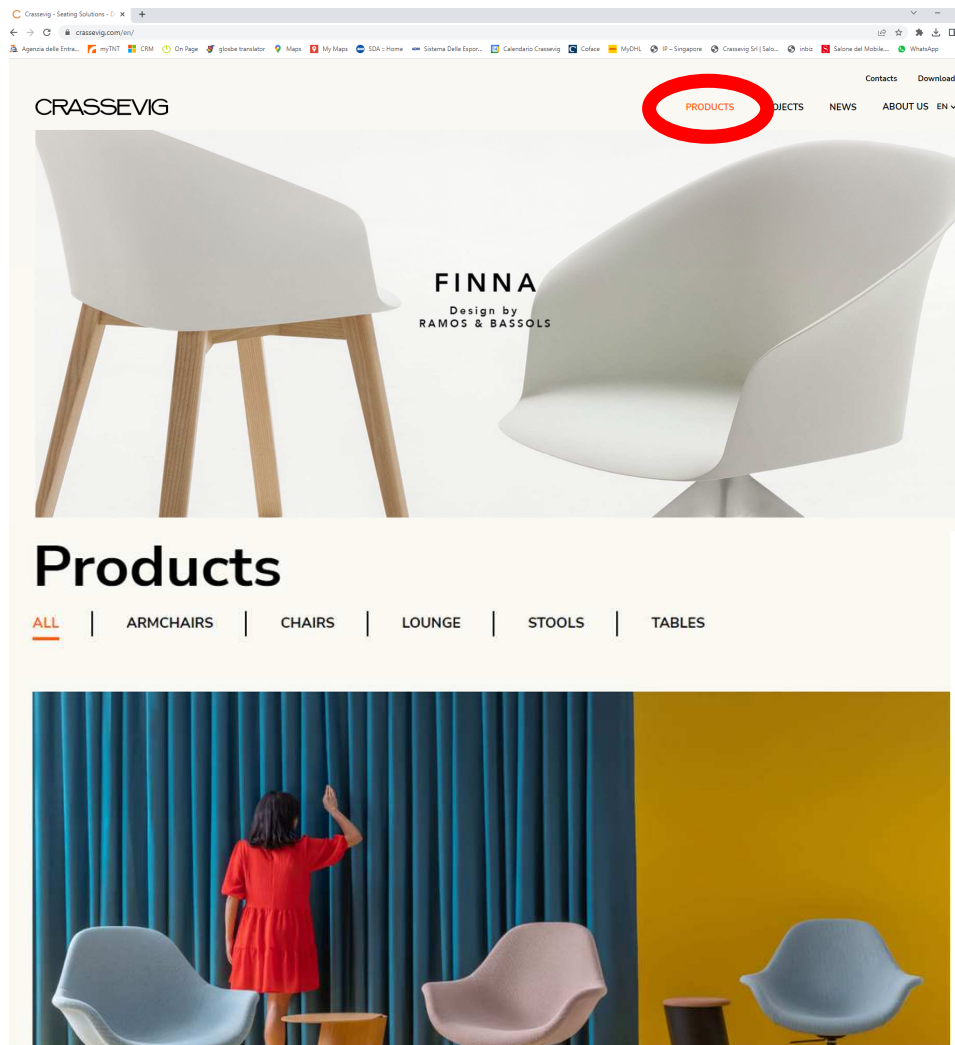 Crassevig - Seating Solutions - D
crassevig.com/en/
Agenzia delle Entra... myTNT CRM On Page glosbe translator Maps My Maps SDA :: Home Sistema Delle Espor... Calendario Crassevig Coface MyDHL IP – Singapore Crassevig Srl | Salo... inbiz Salone del Mobile.... WhatsApp
Contacts Download
CRASSEVIG PRODUCTS OJECTS NEWS ABOUT US EN
FINNA
Design by
RAMOS & BASSOLS
Products
ALL ARMCHAIRS CHAIRS LOUNGE STOOLS TABLES